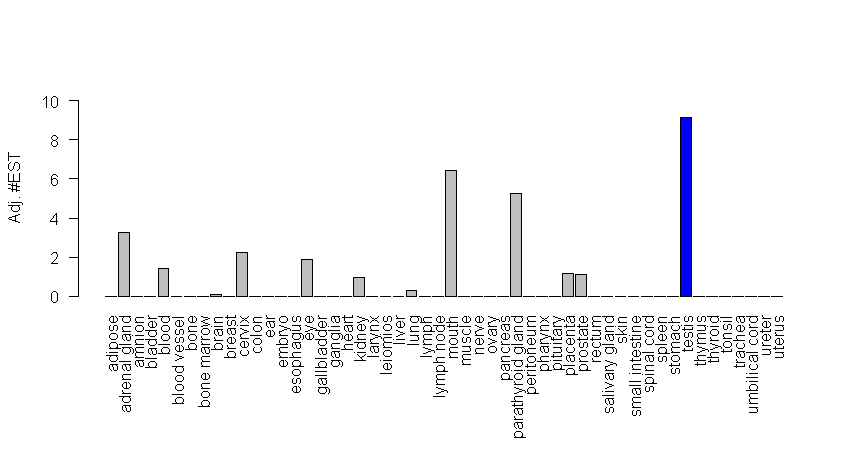 10
8
6
4
2
0
Adj. #EST
adipose
adrenal gland
amnion
bladder
blood
blood vessel
bone
bone marrow
brain
breast
cervix
colon
ear
embryo
esophagus
eye
gallbladder
ganglia
heart
kidney
larynx
leiomios
liver
lung
lymph
lymph node
mouth
muscle
nerve
ovary
pancreas
parathyroid gland
peritoneum
pharynx
pituitary
placenta
prostate
rectum
salivary gland
skin
small intestine
spinal cord
spleen
stomach
testis
thymus
thyroid
tonsil
trachea
umbilical cord
ureter
uterus